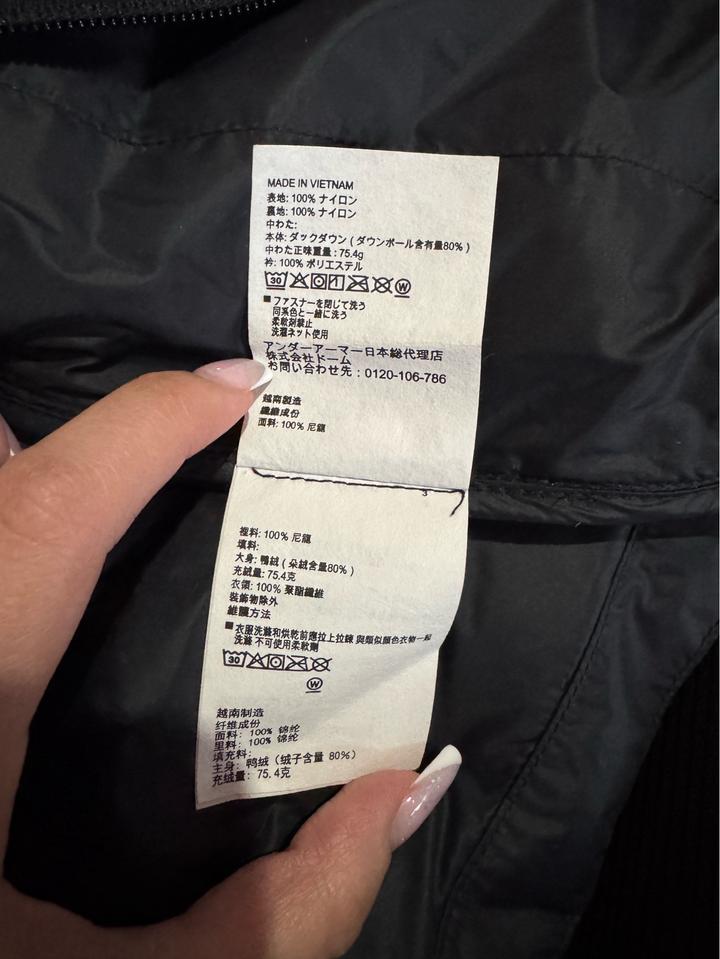 MADE IN VIETNAM
表地: 100% ナイロン
裏地: 100% ナイロン
中わた:
本体: ダックダウン ( ダウンボール含有量80% )
中わた正味重量 : 75.4g
衿: 100% ポリエステル
30 W
■ ファスナーを閉じて洗う
同系色と一緒に洗う
柔軟剤禁止
洗濯ネット使用
アンダーアーマー日本総代理店
株式会社ドーム
お問い合わせ先 : 0120-106-786
越南製造
纖維成份
面料: 100% 尼龍
3
裡料: 100% 尼龍
填料:
大身: 鴨絨 ( 朵絨含量80% )
充絨量: 75.4克
衣領: 100% 聚酯纖維
裝飾物除外
維護方法
■ 衣服洗滌和烘乾前應拉上拉鍊 與類似顏色衣物一起
洗滌 不可使用柔軟劑
30
W
越南制造
纤维成份
面料: 100% 锦纶
里料: 100% 锦纶
填充料:
主身: 鸭绒 (绒子含量 80%)
充绒量: 75.4克